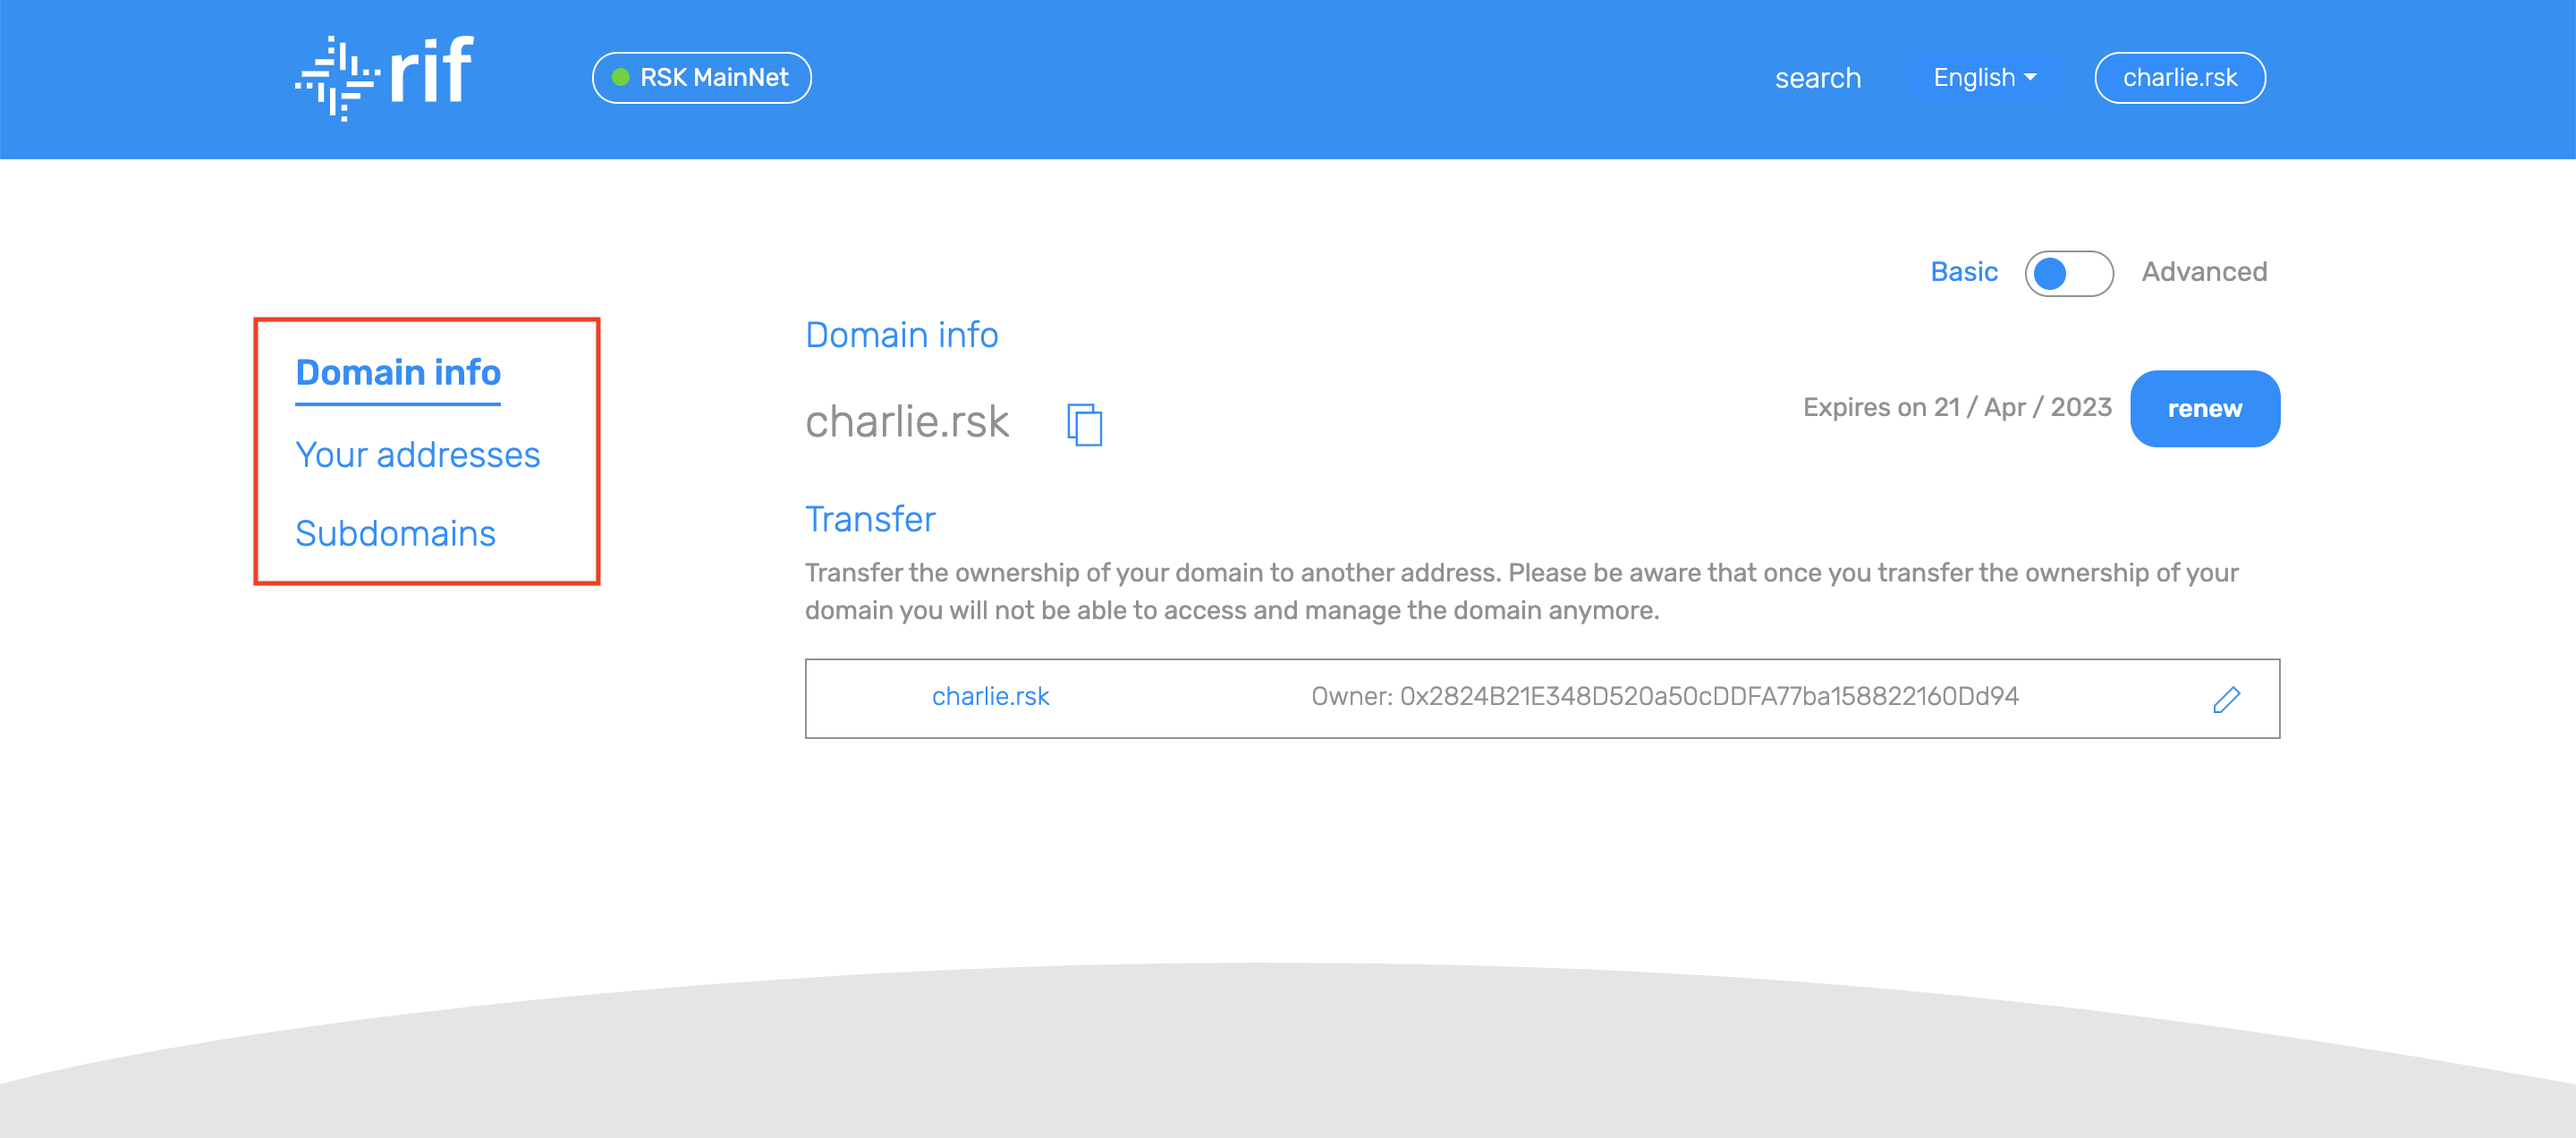 rif
RSK MainNet
search
English
charlie.rsk
Basic
Advanced
Domain info
Your addresses
Subdomains
Domain info
charlie.rsk
Expires on 21 / Apr / 2023
renew
Transfer
Transfer the ownership of your domain to another address. Please be aware that once you transfer the ownership of your
domain you will not be able to access and manage the domain anymore.
charlie.rsk
Owner: 0x2824B21E348D520a50cDDFA77ba158822160Dd94